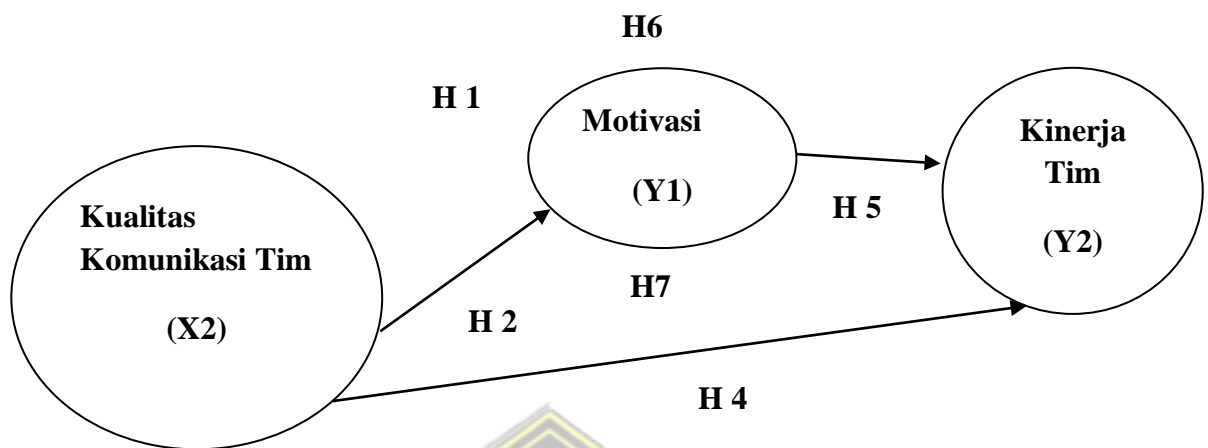 H6
H 1
Motivasi
(Y1)
Kinerja
Tim
(Y2)
H 5
Kualitas
Komunikasi Tim
(X2)
H7
H 2
H 4